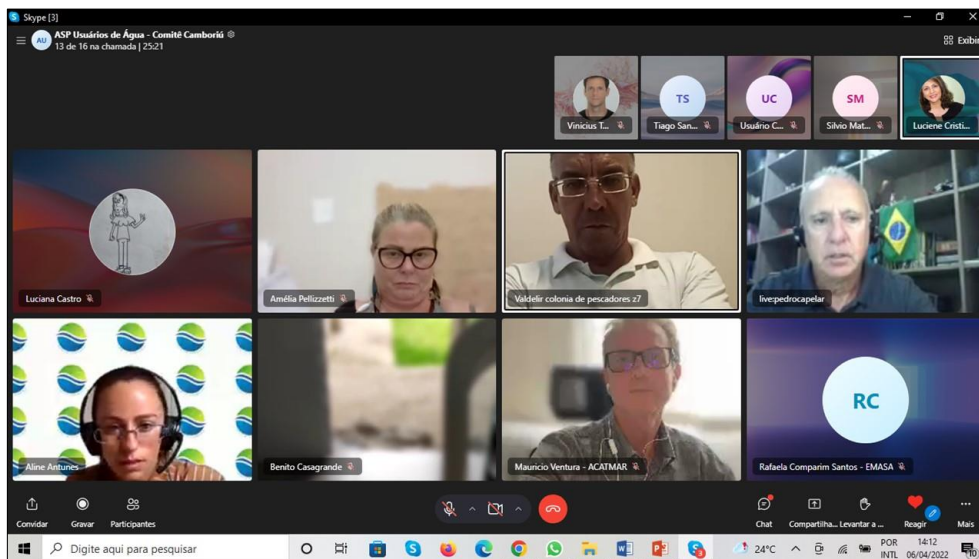 Skype [3]
AU
ASP Usuários de Água - Comitê Camboriú
13 de 16 na chamada | 25:21
Exibir
TS
UC
SM
Vinicius T...
Tiago San...
Usuário C...
Silvio Mat...
Luciene Cristi...
Luciana Castro
Amélia Pellizzetti
Valdelir colonia de pescadores z7
live:pedrocapelar
RC
Aline Antunes
Benito Casagrande
Mauricio Ventura - ACATMAR
Rafaela Comparim Santos - EMASA
Convidar
Gravar
Participantes
Chat
Compartilha...
Levantar a ...
Reagir
Mais
Digite aqui para pesquisar
24°C
POR
INTL
14:12
06/04/2022